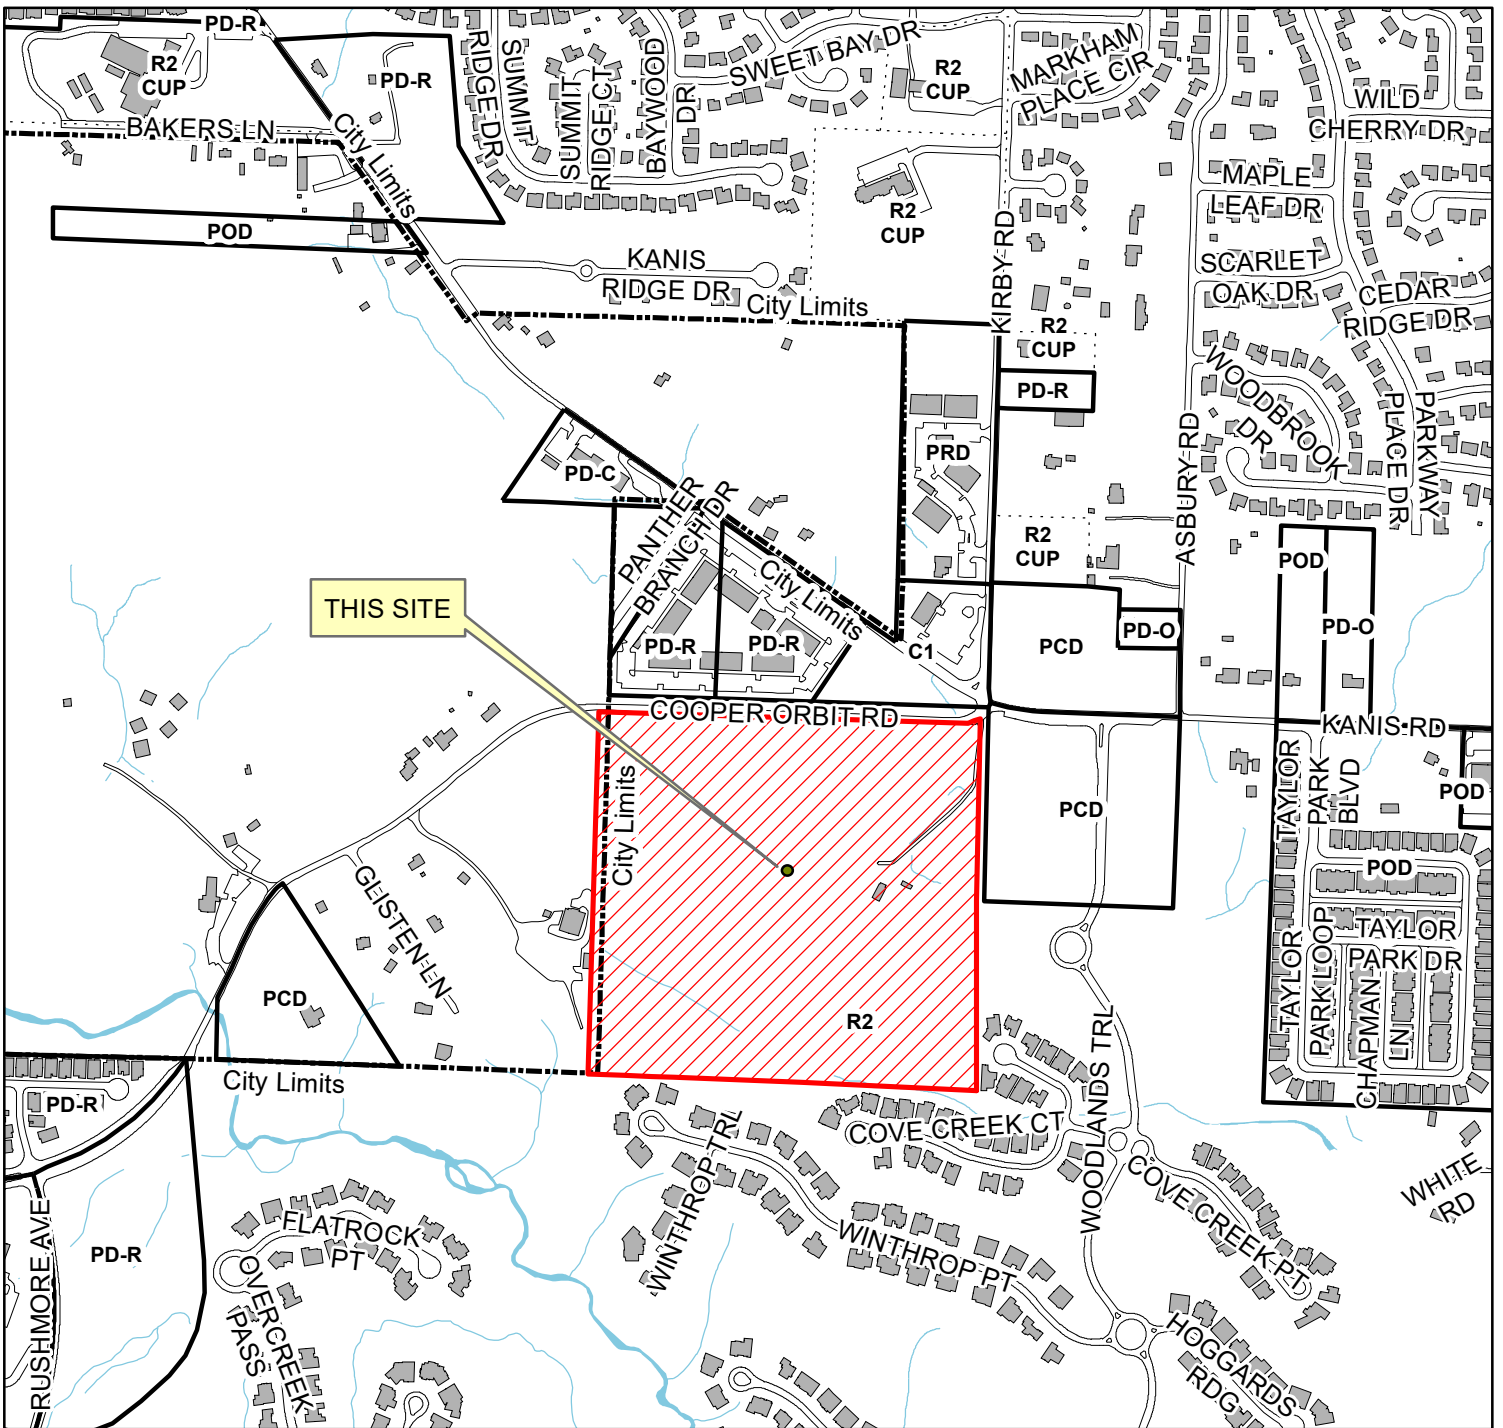 PD-R
R2
CUP
PD-R
BAKERS LN
City Limits
RIDGE DR
SUMMIT
SUMMIT
RIDGE CT
BAYWOOD
DR
SWEET BAY DR
R2
CUP
MARKHAM
PLACE CIR
WILD
CHERRY DR
MAPLE
LEAF DR
POD
R2
CUP
KANIS
RIDGE DR
City Limits
KIRBY RD
SCARLET
OAK DR
CEDAR
RIDGE DR
R2
CUP
PD-R
WOODBROOK
DR
PARKWAY
PLACE DR
ASBURY RD
PD-C
PRD
PANTHER
BRANCH DR
R2
CUP
POD
PD-O
City Limits
THIS SITE
PD-R
PD-R
C1
PCD
PD-O
COOPER ORBIT RD
KANIS RD
City Limits
TAYLOR
PARK
BLVD
POD
PCD
POD
GLISTEN LN
TAYLOR
PARK LOOP
TAYLOR
PARK DR
CHAPMAN
LN
PCD
R2
WOODLANDS TRL
City Limits
PD-R
COVE CREEK CT
WINTHROP TRL
COVE CREEK PT
WHITE
RD
RUSHMORE AVE
PD-R
FLATROCK
PT
OVERCREEK
PASS
WINTHROP PT
HOGGARDS
RDG